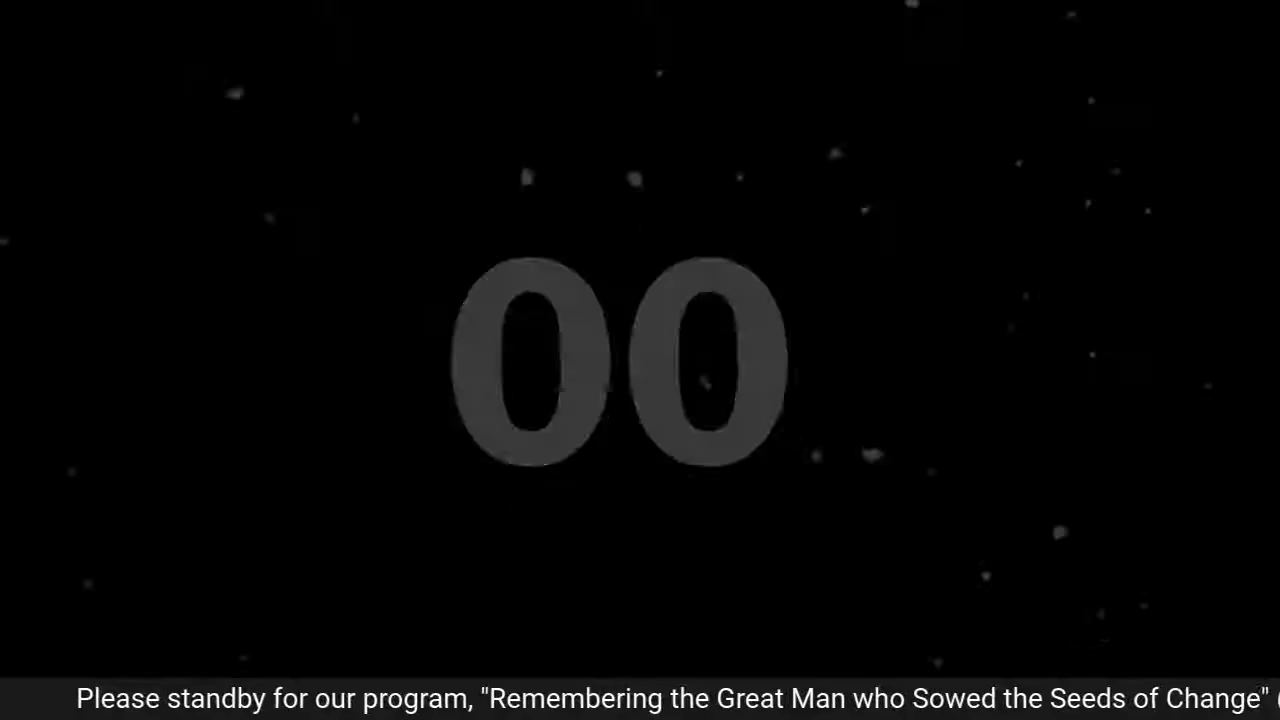 00
Please standby for our program, "Remembering the Great Man who Sowed the Seeds of Change"